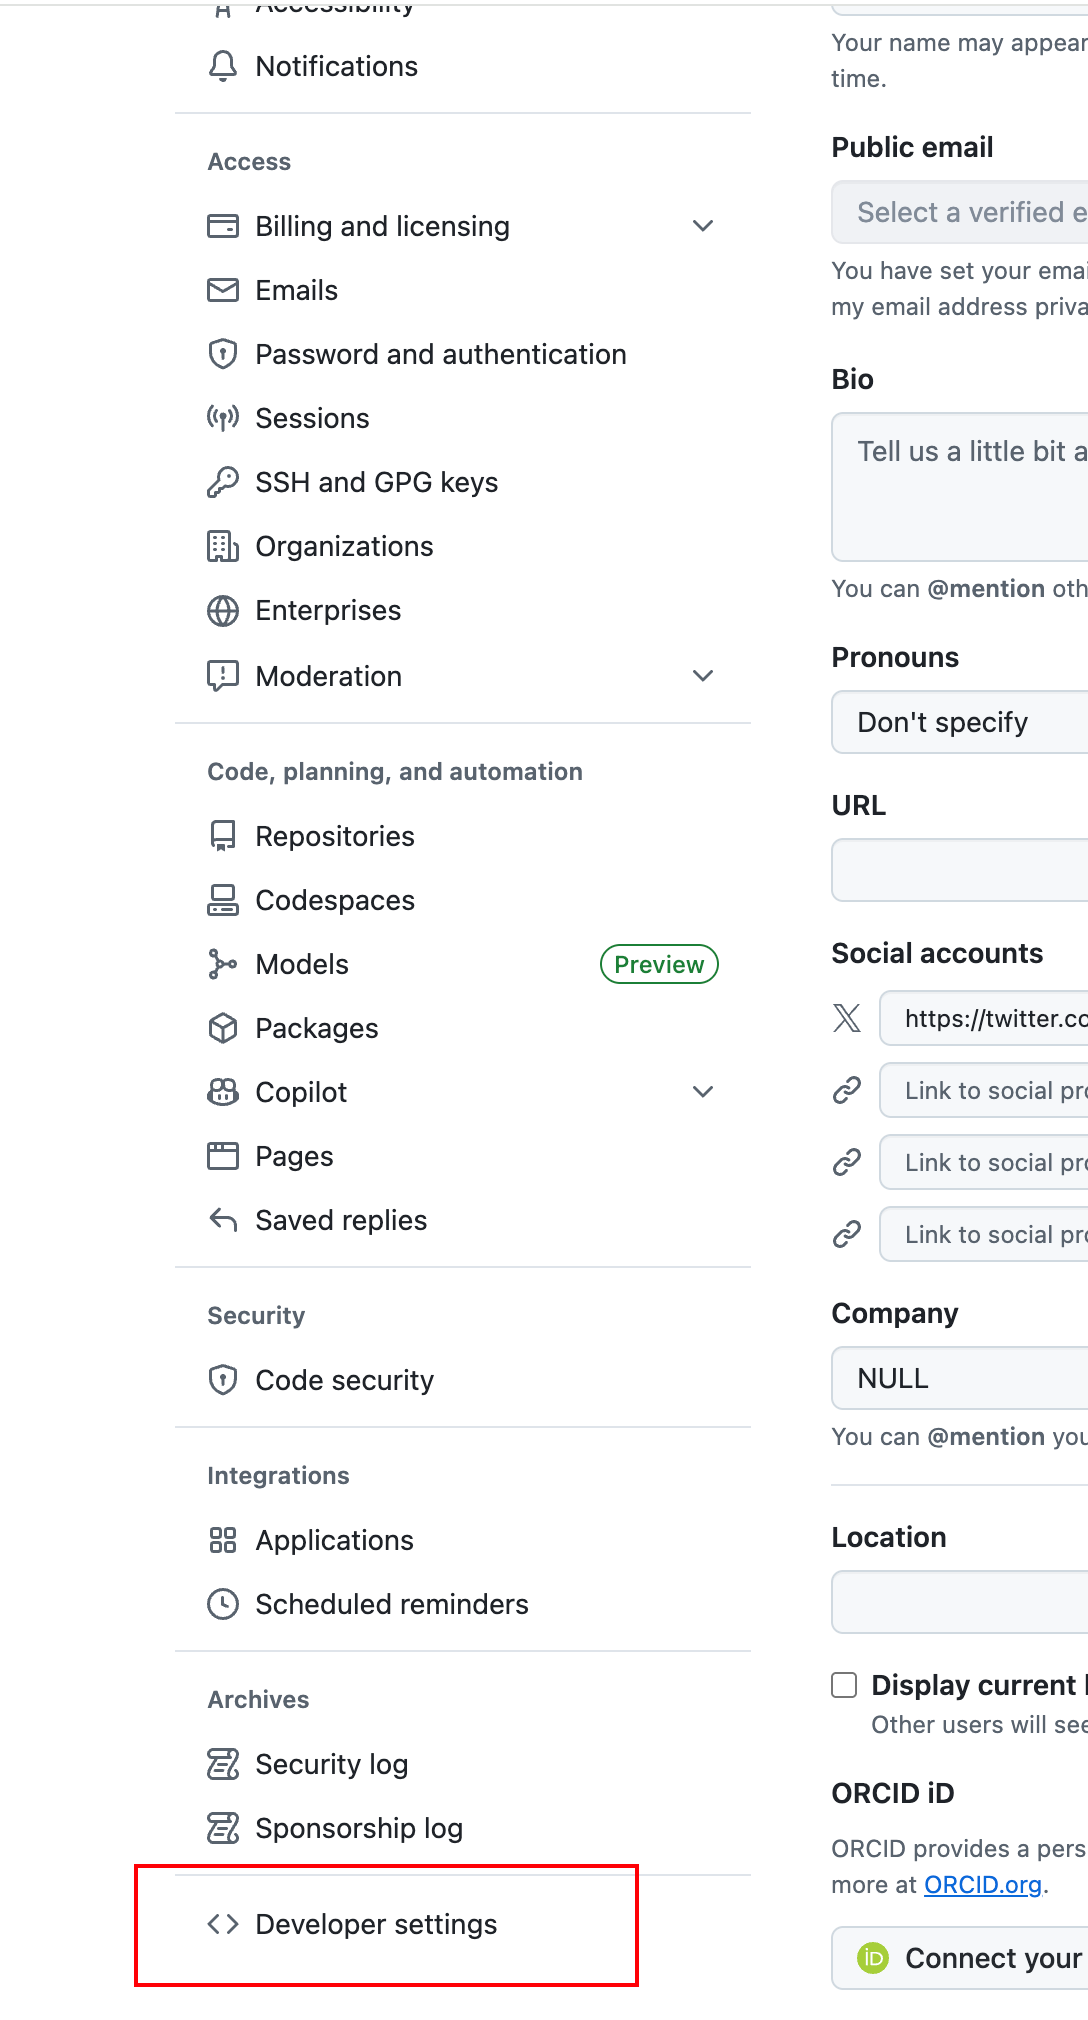 Accessibility
Notifications
Access
Billing and licensing
Emails
Password and authentication
Sessions
SSH and GPG keys
Organizations
Enterprises
Moderation
Code, planning, and automation
Repositories
Codespaces
Models
Preview
Packages
Copilot
Pages
Saved replies
Security
Code security
Integrations
Applications
Scheduled reminders
Archives
Security log
Sponsorship log
Developer settings
Your name may appear
time.
Public email
Select a verified e
You have set your emai
my email address priva
Bio
Tell us a little bit a
You can @mention oth
Pronouns
Don't specify
URL
Social accounts
https://twitter.co
Link to social pro
Link to social pro
Link to social pro
Company
NULL
You can @mention you
Location
Display current l
Other users will see
ORCID iD
ORCID provides a pers
more at ORCID.org.
iD Connect your